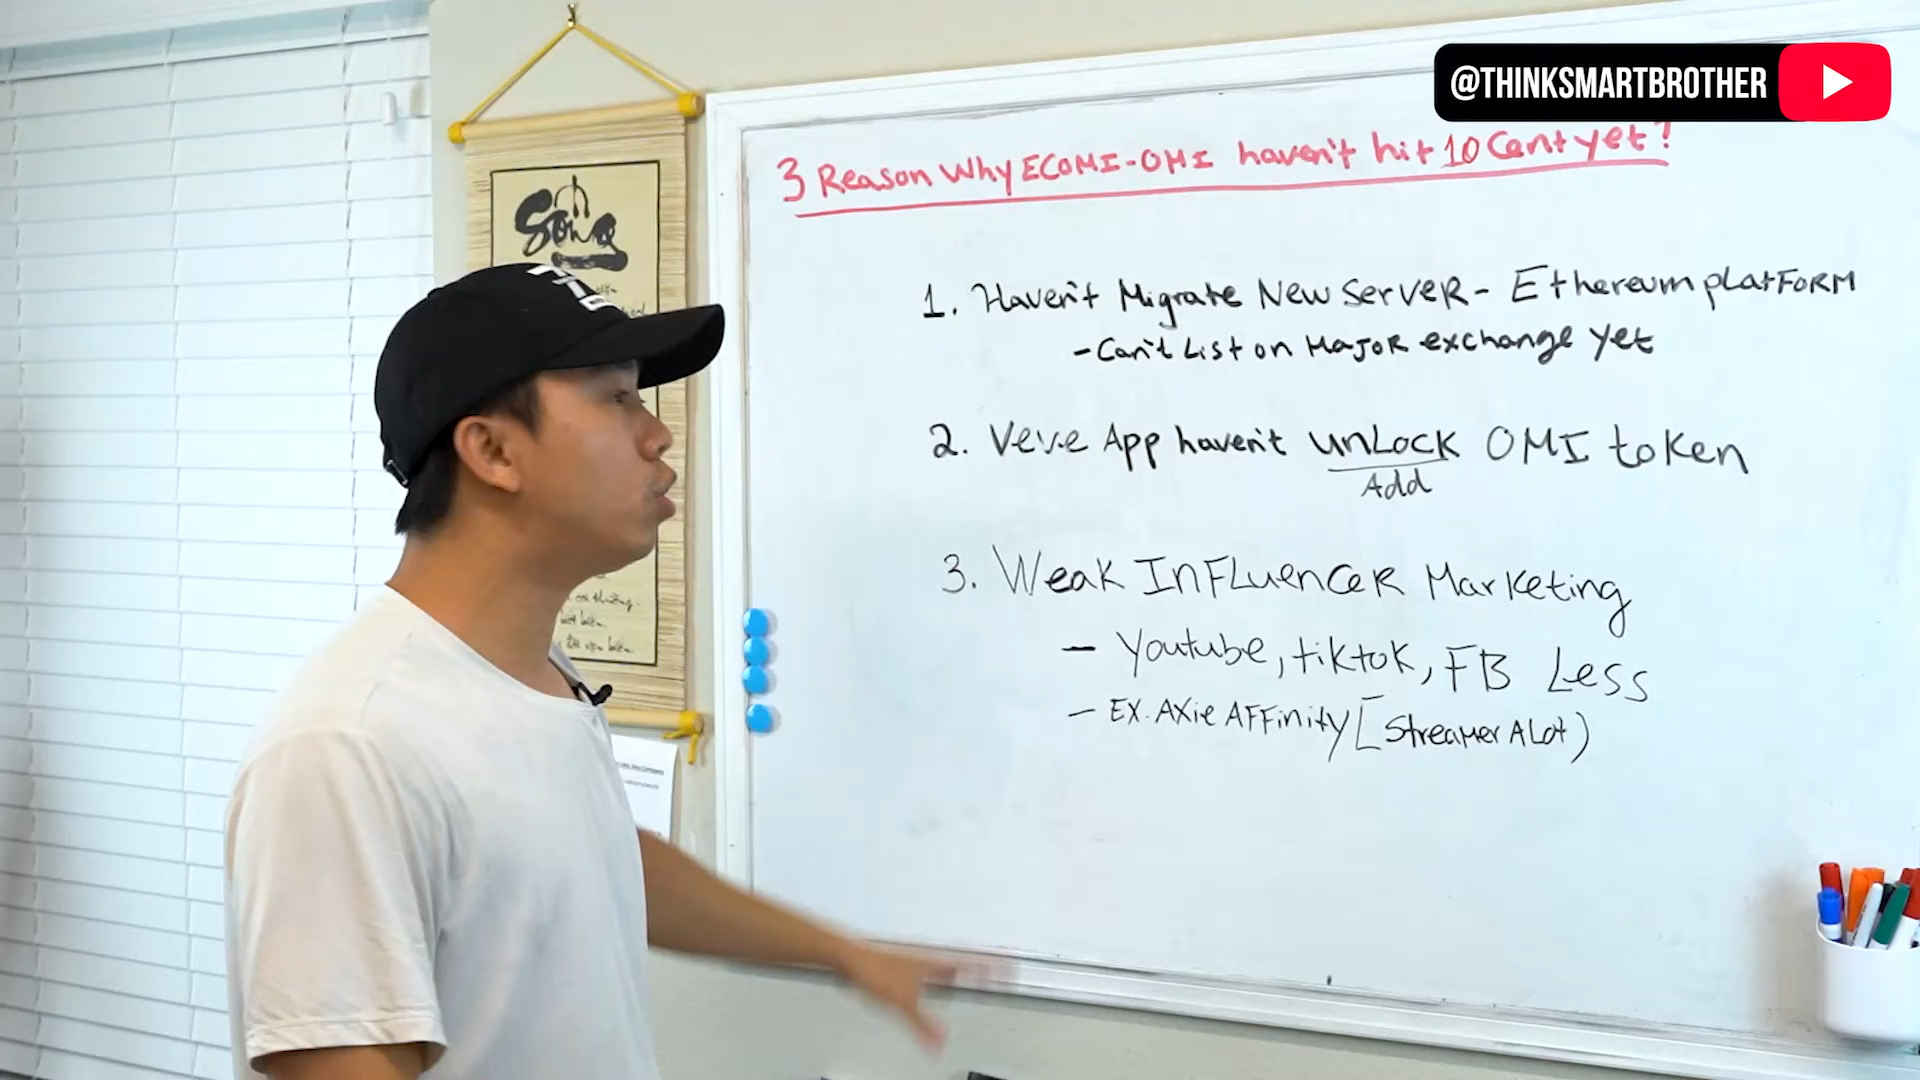 @THINKSMARTBROTHER
3 Reason Why ECOMI-OMI haven't hit 10 Cent yet?
1. Haven't Migrate New Server - Ethereum platform
- Can't List on Major exchange yet
2. Veve App haven't unLock OMI token
Add
3. Weak Influencer Marketing
- Youtube, tiktok, FB Less
- EX. Axie Affinity [Streamer A Lot)
Song